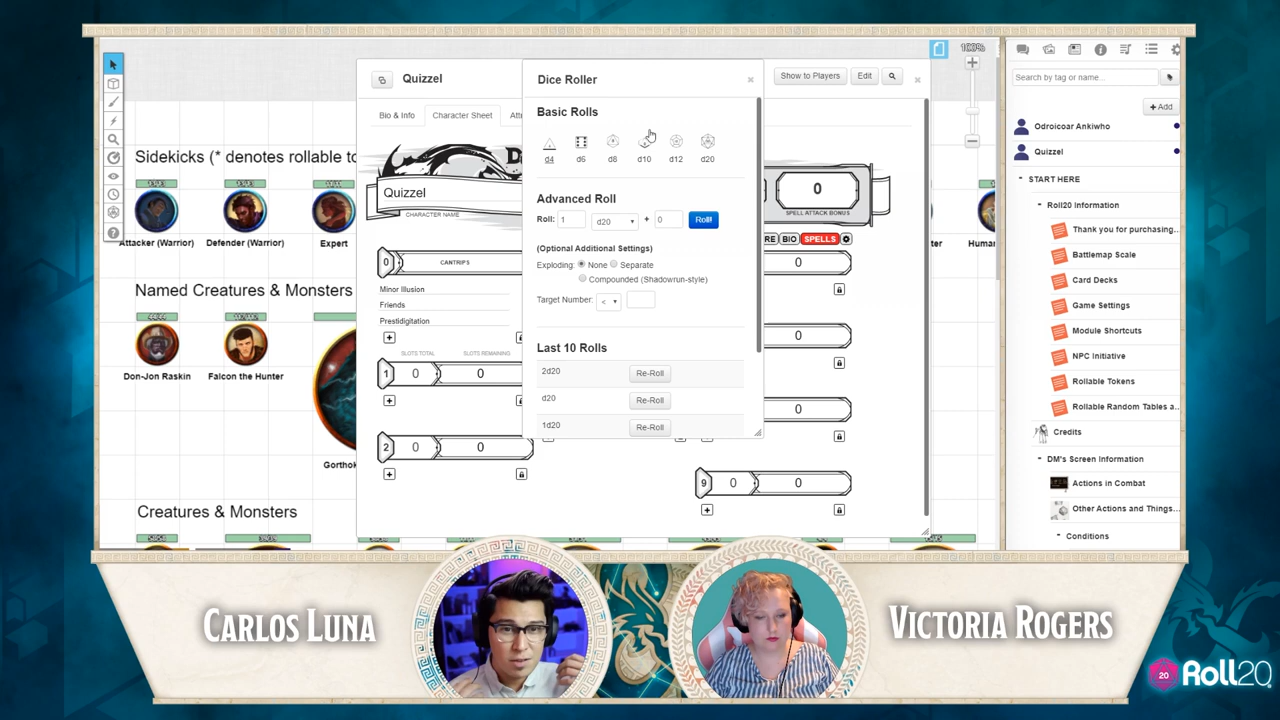 100%
Quizzel
Dice Roller
Show to Players
Edit
Search by tag or name...
+ Add
Bio & Info
Character Sheet
Basic Rolls
d4
d6
d8
d10
d12
d20
Odroicoar Ankiwho
Quizzel
START HERE
Roll20 Information
Thank you for purchasing...
Battlemap Scale
Card Decks
Game Settings
Module Shortcuts
NPC Initiative
Rollable Tokens
Rollable Random Tables a..
Credits
DM's Screen Information
Actions in Combat
Other Actions and Things...
Conditions
Sidekicks (* denotes rollable to
Attacker (Warrior)
Defender (Warrior)
Expert
Quizzel
CHARACTER NAME
Advanced Roll
Roll:
1
d20
+
0
Roll!
0
SPELL ATTACK BONUS
(Optional Additional Settings)
Exploding:
None
Separate
Compounded (Shadowrun-style)
Target Number:
<
RE
BIO
SPELLS
0
CANTRIPS
0
Minor Illusion
Friends
Prestidigitation
+
Named Creatures & Monsters
Don-Jon Raskin
Falcon the Hunter
SLOTS TOTAL
SLOTS REMAINING
0
1
0
0
+
Last 10 Rolls
2d20
Re-Roll
d20
Re-Roll
1d20
Re-Roll
0
2
0
0
+
9
0
0
+
Creatures & Monsters
CARLOS LUNA
VICTORIA ROGERS
20
Roll20